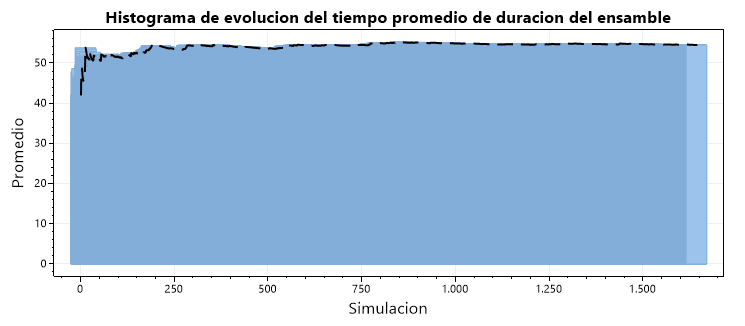 Histograma de evolucion del tiempo promedio de duracion del ensamble
Promedio
50
40
30
20
10
0
0 250 500 750 1.000 1.250 1.500
Simulacion